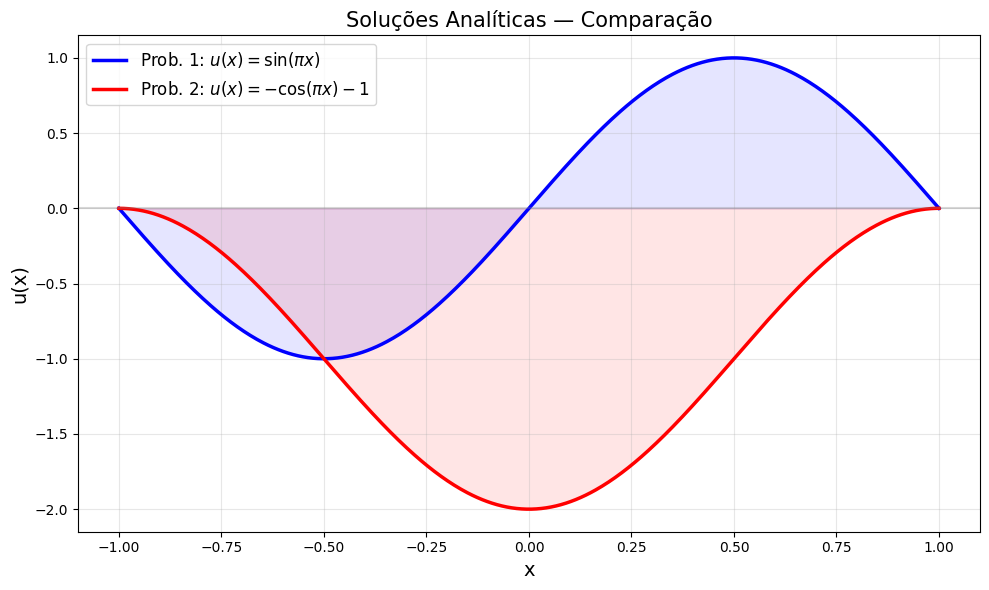 Soluções Analíticas — Comparação
Prob. 1: u(x) = sin(πx)
Prob. 2: u(x) = −cos(πx) − 1
1.0
0.5
0.0
−0.5
−1.0
−1.5
−2.0
u(x)
−1.00 −0.75 −0.50 −0.25 0.00 0.25 0.50 0.75 1.00
x